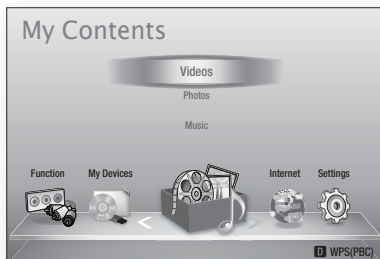 My Contents
Videos
Photos
Music
Function My Devices Internet Settings
D WPS(PBC)